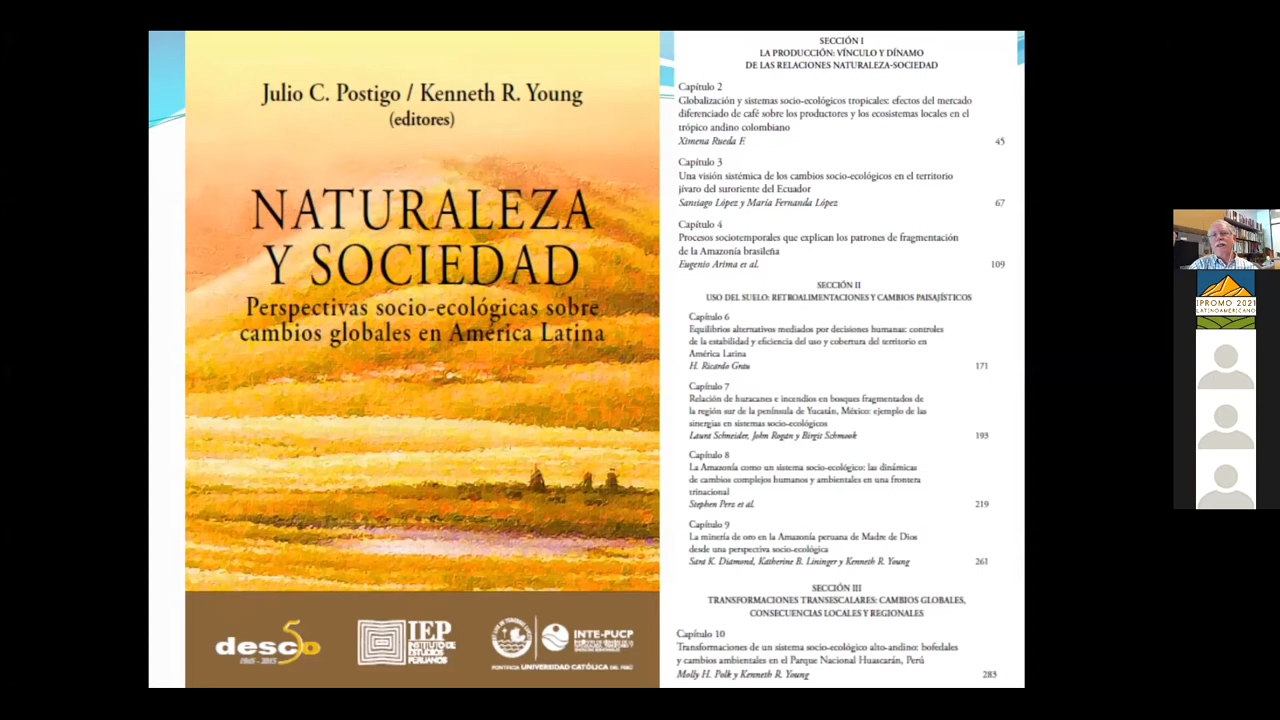 Julio C. Postigo / Kenneth R. Young
(editores)
NATURALEZA
Y SOCIEDAD
Perspectivas socio-ecológicas sobre
cambios globales en América Latina
desco
1965 - 2015
IEP
INSTITUTO DE
ESTUDIOS
PERUANOS
INTE-PUCP
PONTIFICIA UNIVERSIDAD CATÓLICA DEL PERÚ
SECCIÓN I
LA PRODUCCIÓN: VÍNCULO Y DÍNAMO
DE LAS RELACIONES NATURALEZA-SOCIEDAD
Capítulo 2
Globalización y sistemas socio-ecológicos tropicales: efectos del mercado
diferenciado de café sobre los productores y los ecosistemas locales en el
trópico andino colombiano
Ximena Rueda F. 45
Capítulo 3
Una visión sistémica de los cambios socio-ecológicos en el territorio
jívaro del suroriente del Ecuador
Santiago López y María Fernanda López 67
Capítulo 4
Procesos sociotemporales que explican los patrones de fragmentación
de la Amazonía brasileña
Eugenio Arima et al. 109
SECCIÓN II
USO DEL SUELO: RETROALIMENTACIONES Y CAMBIOS PAISAJÍSTICOS
Capítulo 6
Equilibrios alternativos mediados por decisiones humanas: controles
de la estabilidad y eficiencia del uso y cobertura del territorio en
América Latina
H. Ricardo Grau 171
Capítulo 7
Relación de huracanes e incendios en bosques fragmentados de
la región sur de la península de Yucatán, México: ejemplo de las
sinergias en sistemas socio-ecológicos
Laura Schneider, John Rogan y Birgit Schmook 193
Capítulo 8
La Amazonía como un sistema socio-ecológico: las dinámicas
de cambios complejos humanos y ambientales en una frontera
trinacional
Stephen Perz et al. 219
Capítulo 9
La minería de oro en la Amazonía peruana de Madre de Dios
desde una perspectiva socio-ecológica
Sara K. Diamond, Katherine B. Lininger y Kenneth R. Young 261
SECCIÓN III
TRANSFORMACIONES TRANSESCALARES: CAMBIOS GLOBALES,
CONSECUENCIAS LOCALES Y REGIONALES
Capítulo 10
Transformaciones de un sistema socio-ecológico alto-andino: bofedales
y cambios ambientales en el Parque Nacional Huascarán, Perú
Molly H. Polk y Kenneth R. Young 283
IPROMO 2021
LATINOAMERICANO